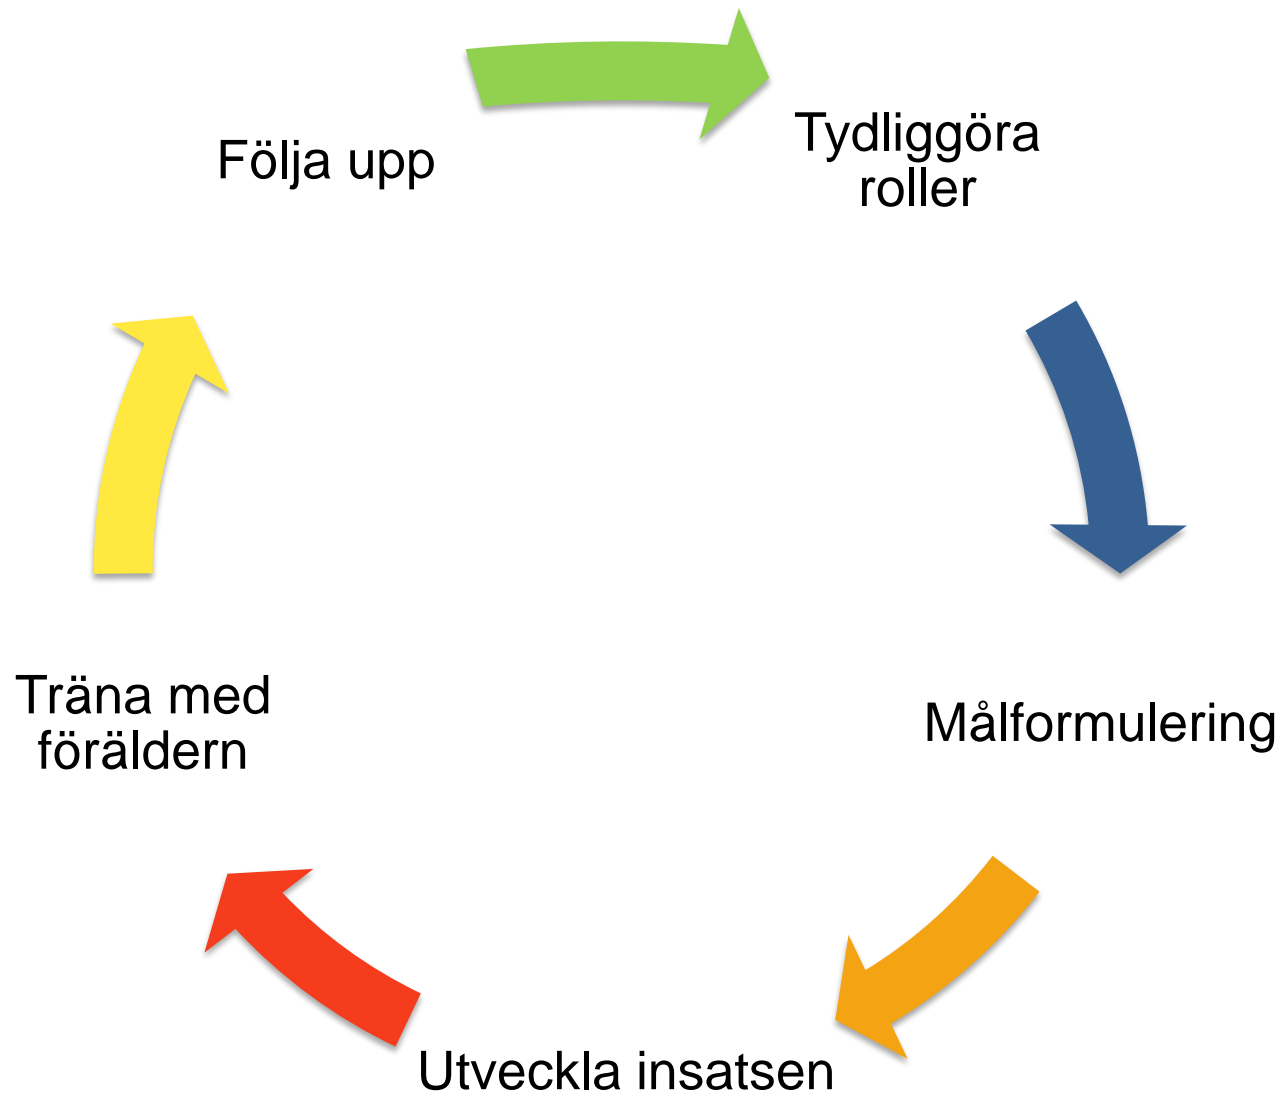 Följa upp
Tydliggöra
roller
Träna med
föräldern
Målformulering
Utveckla insatsen